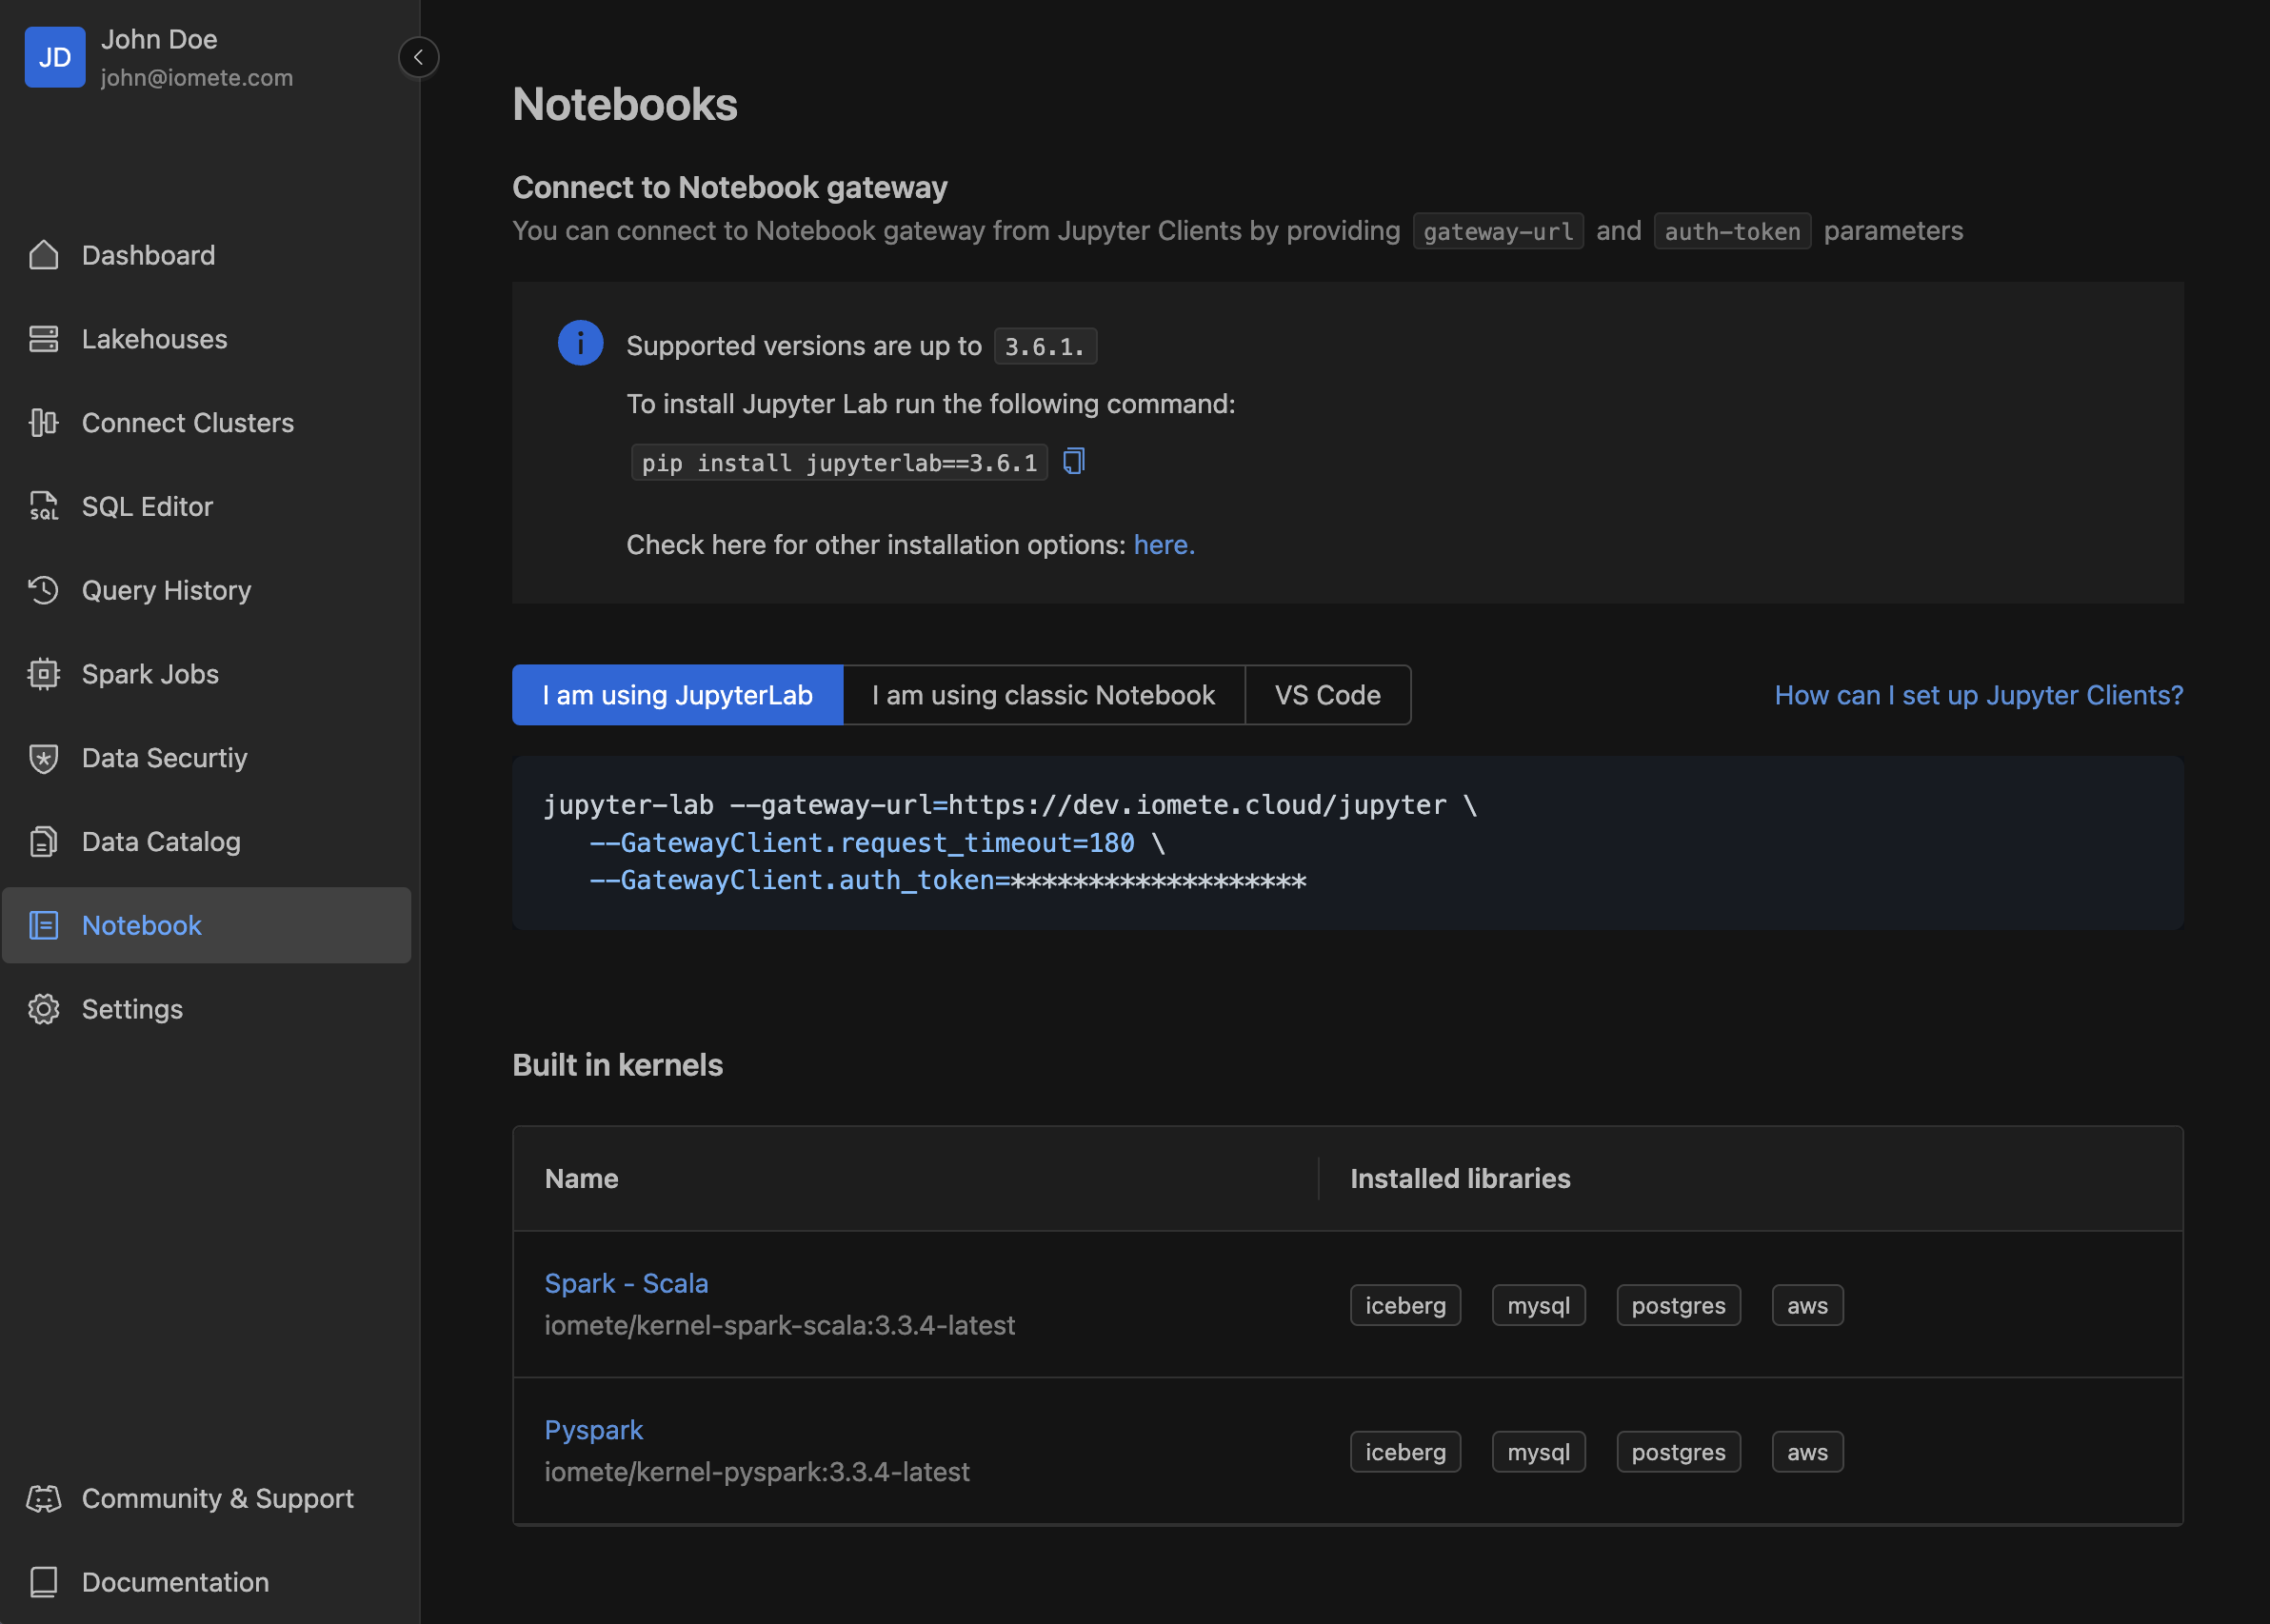 JD
John Doe
john@iomete.com
Dashboard
Lakehouses
Connect Clusters
SQL Editor
Query History
Spark Jobs
Data Securtiy
Data Catalog
Notebook
Settings
Community & Support
Documentation
Notebooks
Connect to Notebook gateway
You can connect to Notebook gateway from Jupyter Clients by providing gateway-url and auth-token parameters
Supported versions are up to 3.6.1.
To install Jupyter Lab run the following command:
pip install jupyterlab==3.6.1
Check here for other installation options: here.
I am using JupyterLab
I am using classic Notebook
VS Code
How can I set up Jupyter Clients?
jupyter-lab --gateway-url=https://dev.iomete.cloud/jupyter \
--GatewayClient.request_timeout=180 \
--GatewayClient.auth_token=*******************
Built in kernels
Name Installed libraries
Spark - Scala
iomete/kernel-spark-scala:3.3.4-latest
iceberg mysql postgres aws
Pyspark
iomete/kernel-pyspark:3.3.4-latest
iceberg mysql postgres aws